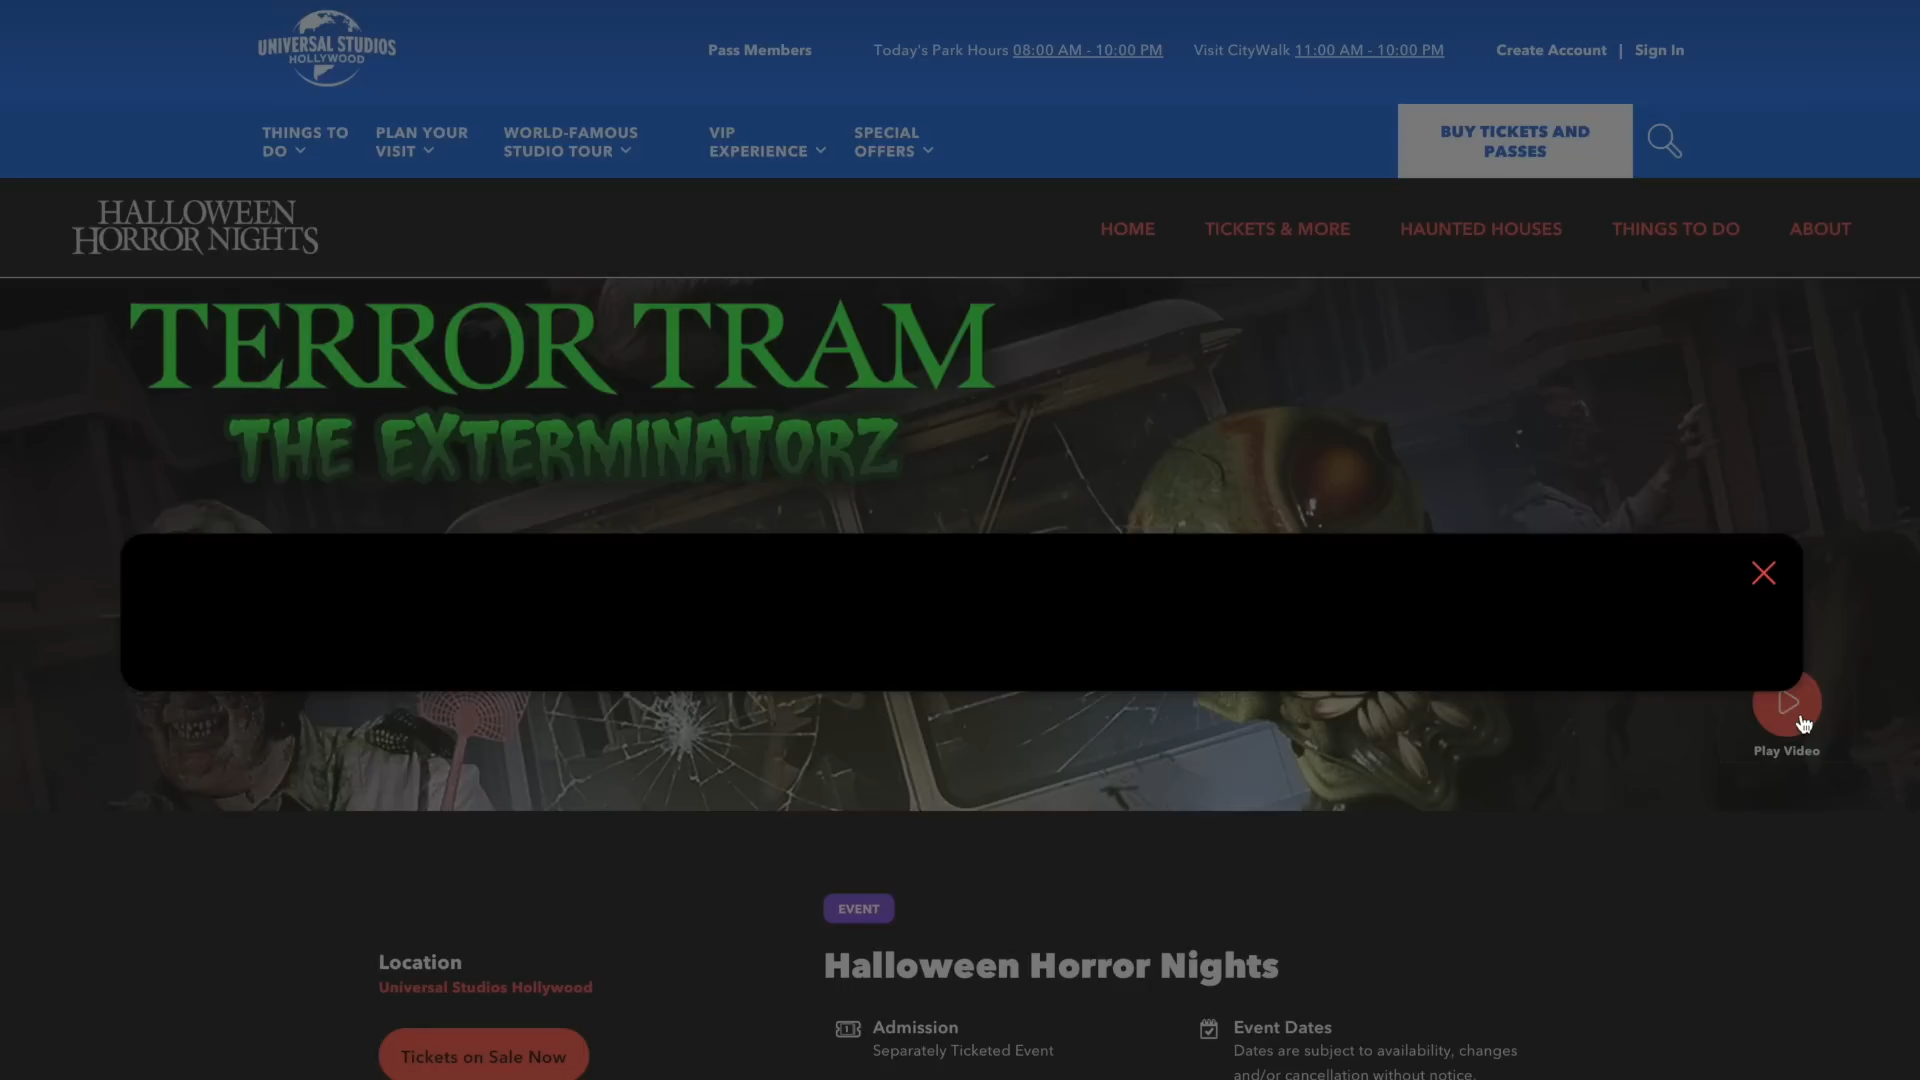 UNIVERSAL STUDIOS
HOLLYWOOD
Pass Members
Today's Park Hours 08:00 AM - 10:00 PM
Visit CityWalk 11:00 AM - 10:00 PM
Create Account | Sign In
THINGS TO
DO
PLAN YOUR
VISIT
WORLD-FAMOUS
STUDIO TOUR
VIP
EXPERIENCE
SPECIAL
OFFERS
BUY TICKETS AND
PASSES
HALLOWEEN
HORROR NIGHTS
HOME
TICKETS & MORE
HAUNTED HOUSES
THINGS TO DO
ABOUT
TERROR TRAM
THE EXTERMINATORZ
Play Video
EVENT
Location
Universal Studios Hollywood
Tickets on Sale Now
Halloween Horror Nights
Admission
Separately Ticketed Event
Event Dates
Dates are subject to availability, changes
and/or cancellation without notice.